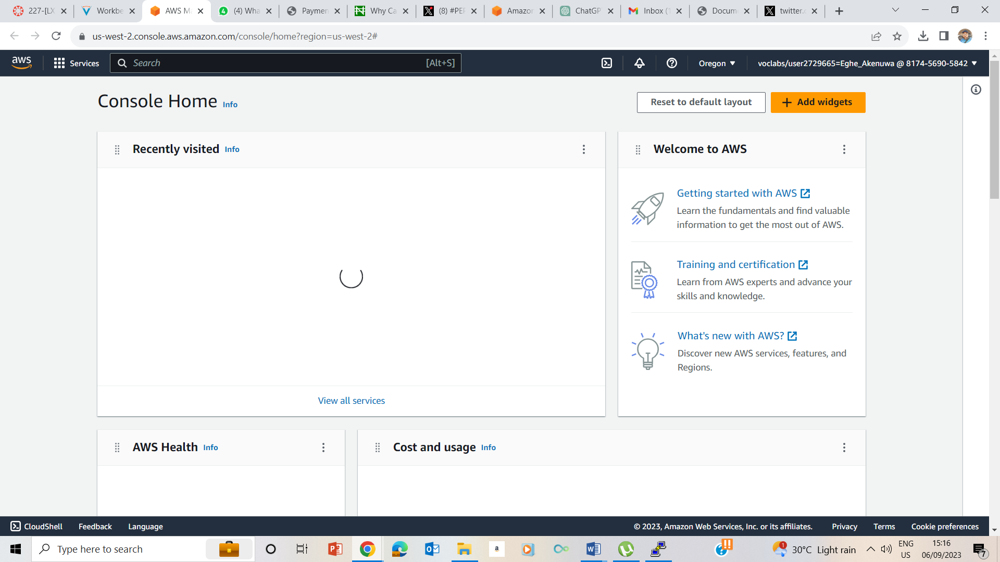 227-[LX
Workbe
AWS Ma
(4) Wha
Paymen
Why Ca
(8) #PEP
Amazon
ChatGP
Inbox (1
Docum
twitter.c
us-west-2.console.aws.amazon.com/console/home?region=us-west-2#
aws
Services
Search
[Alt+S]
Oregon
voclabs/user2729665=Eghe_Akenuwa @ 8174-5690-5842
Console Home Info
Reset to default layout
Add widgets
Recently visited Info
View all services
Welcome to AWS
Getting started with AWS
Learn the fundamentals and find valuable
information to get the most out of AWS.
Training and certification
Learn from AWS experts and advance your
skills and knowledge.
What's new with AWS?
Discover new AWS services, features, and
Regions.
AWS Health Info
Cost and usage Info
CloudShell
Feedback
Language
© 2023, Amazon Web Services, Inc. or its affiliates.
Privacy
Terms
Cookie preferences
Type here to search
a
1
30°C Light rain
ENG
US
15:16
06/09/2023
7